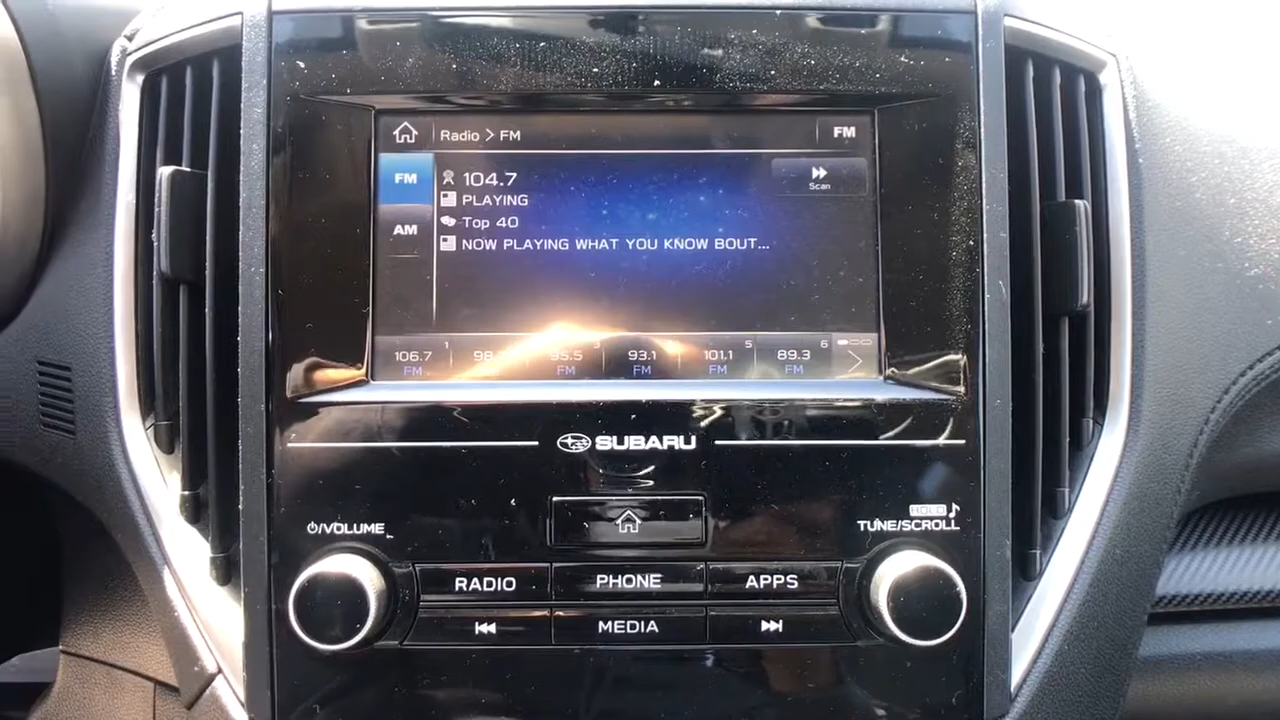 Radio > FM
FM
FM
104.7
Scan
PLAYING
Top 40
AM
NOW PLAYING WHAT YOU KNOW BOUT...
1
3
5
6
106.7
95.5
93.1
101.1
89.3
FM
FM
FM
FM
FM
SUBARU
HOLD
/VOLUME
TUNE/SCROLL
RADIO
PHONE
APPS
MEDIA